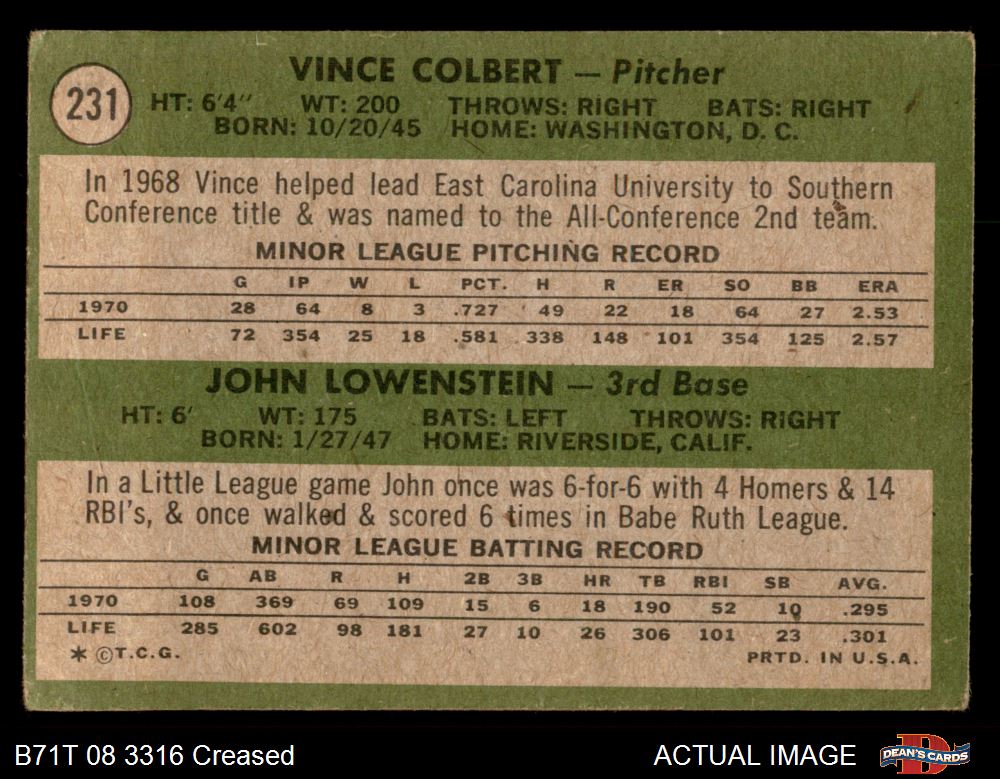 231
VINCE COLBERT — Pitcher
HT: 6'4" WT: 200 THROWS: RIGHT BATS: RIGHT
BORN: 10/20/45 HOME: WASHINGTON, D. C.
In 1968 Vince helped lead East Carolina University to Southern
Conference title & was named to the All-Conference 2nd team.
MINOR LEAGUE PITCHING RECORD
G IP W L PCT. H R ER SO BB ERA
1970 28 64 8 3 .727 49 22 18 64 27 2.53
LIFE 72 354 25 18 .581 338 148 101 354 125 2.57
JOHN LOWENSTEIN — 3rd Base
HT: 6' WT: 175 BATS: LEFT THROWS: RIGHT
BORN: 1/27/47 HOME: RIVERSIDE, CALIF.
In a Little League game John once was 6-for-6 with 4 Homers & 14
RBI's, & once walked & scored 6 times in Babe Ruth League.
MINOR LEAGUE BATTING RECORD
G AB R H 2B 3B HR TB RBI SB AVG.
1970 108 369 69 109 15 6 18 190 52 10 .295
LIFE 285 602 98 181 27 10 26 306 101 23 .301
* ©T.C.G. PRTD. IN U.S.A.
B71T 08 3316 Creased ACTUAL IMAGE
D
DEAN'S CARDS